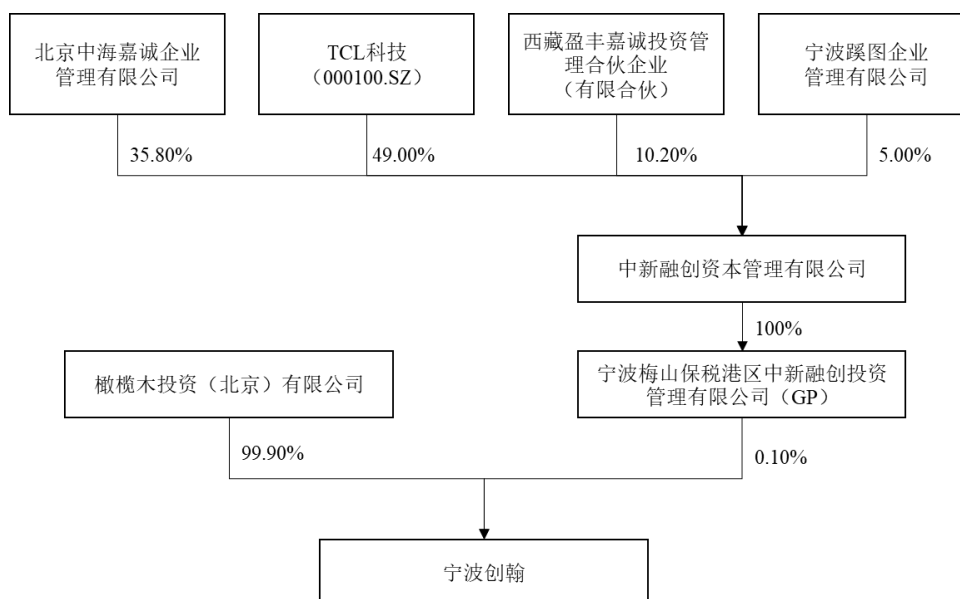 北京中海嘉诚企业
管理有限公司
TCL科技
（000100.SZ）
西藏盈丰嘉诚投资管
理合伙企业
（有限合伙）
宁波蹊图企业
管理有限公司
35.80%
49.00%
10.20%
5.00%
中新融创资本管理有限公司
100%
橄榄木投资（北京）有限公司
宁波梅山保税港区中新融创投资
管理有限公司（GP）
99.90%
0.10%
宁波创翰